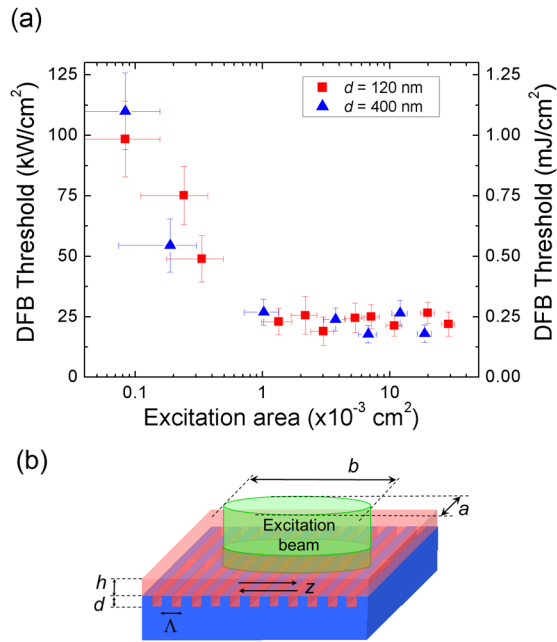 (a)
d = 120 nm
d = 400 nm
DFB Threshold (kW/cm²)
125
100
75
50
25
0
DFB Threshold (mJ/cm²)
1.25
1.00
0.75
0.50
0.25
0.00
0.1
1
10
Excitation area (x10⁻³ cm²)
(b)
b
a
Excitation
beam
h
z
d
Λ